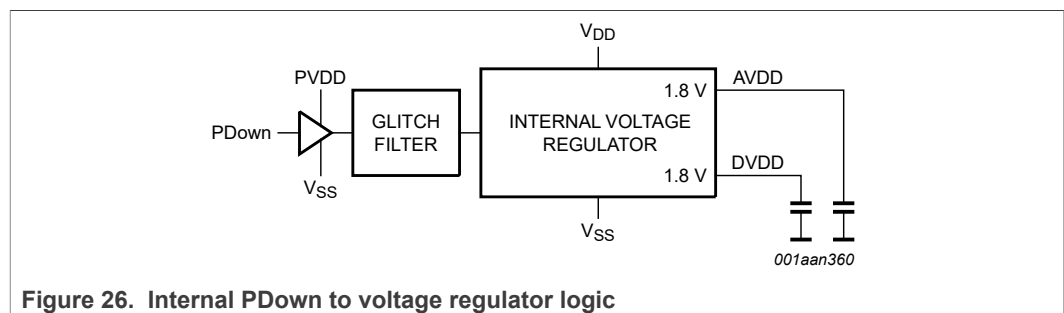 VDD
PVDD
PDown
VSS
GLITCH
FILTER
INTERNAL VOLTAGE
REGULATOR
1.8 V
AVDD
1.8 V
DVDD
VSS
001aan360
Figure 26. Internal PDown to voltage regulator logic